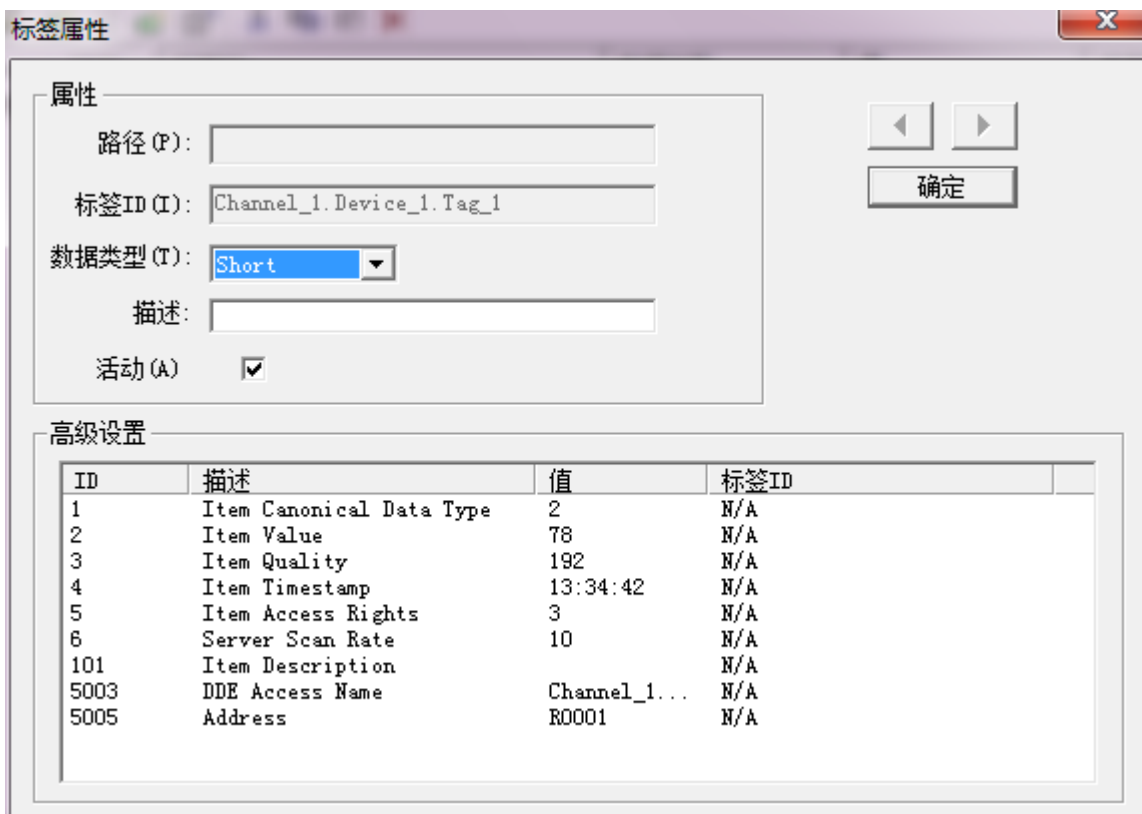 标签属性
属性
路径(P):
标签ID(I): Channel_1.Device_1.Tag_1
数据类型(T): Short
描述:
活动(A)
确定
高级设置
ID 描述 值 标签ID
1 Item Canonical Data Type 2 N/A
2 Item Value 78 N/A
3 Item Quality 192 N/A
4 Item Timestamp 13:34:42 N/A
5 Item Access Rights 3 N/A
6 Server Scan Rate 10 N/A
101 Item Description N/A
5003 DDE Access Name Channel_1... N/A
5005 Address R0001 N/A